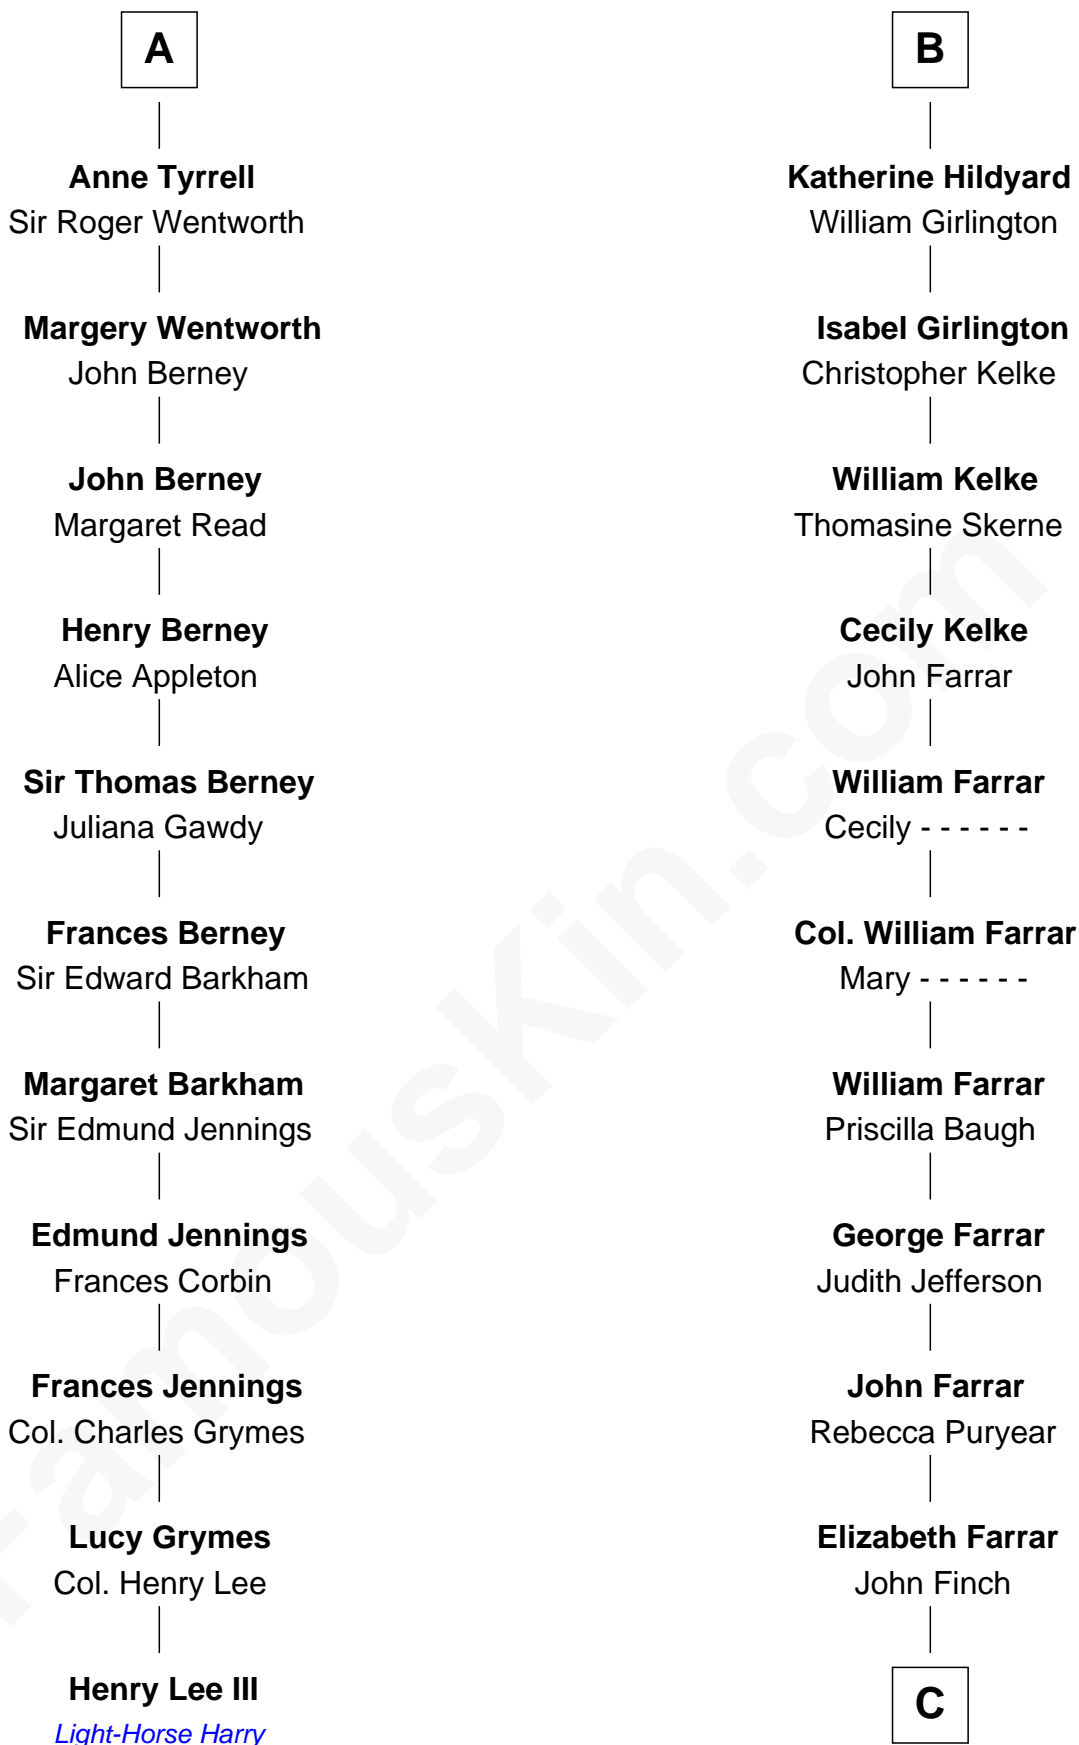 A
Anne Tyrrell
Sir Roger Wentworth
Margery Wentworth
John Berney
John Berney
Margaret Read
Henry Berney
Alice Appleton
Sir Thomas Berney
Juliana Gawdy
Frances Berney
Sir Edward Barkham
Margaret Barkham
Sir Edmund Jennings
Edmund Jennings
Frances Corbin
Frances Jennings
Col. Charles Grymes
Lucy Grymes
Col. Henry Lee
Henry Lee III
Light-Horse Harry
B
Katherine Hildyard
William Girlington
Isabel Girlington
Christopher Kelke
William Kelke
Thomasine Skerne
Cecily Kelke
John Farrar
William Farrar
Cecily - - - - - -
Col. William Farrar
Mary - - - - - -
William Farrar
Priscilla Baugh
George Farrar
Judith Jefferson
John Farrar
Rebecca Puryear
Elizabeth Farrar
John Finch
C
FamousKin.com